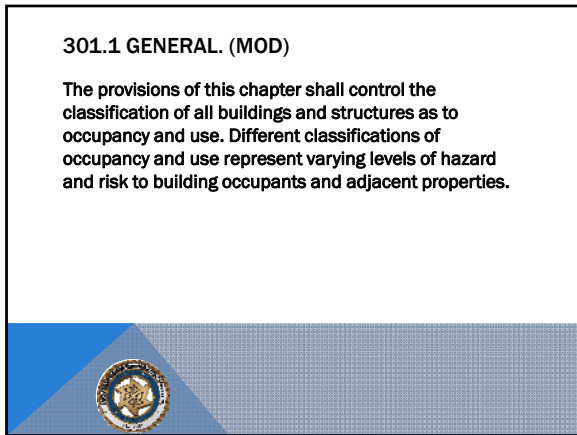 301.1 GENERAL. (MOD)
The provisions of this chapter shall control the
classification of all buildings and structures as to
occupancy and use. Different classifications of
occupancy and use represent varying levels of hazard
and risk to building occupants and adjacent properties.